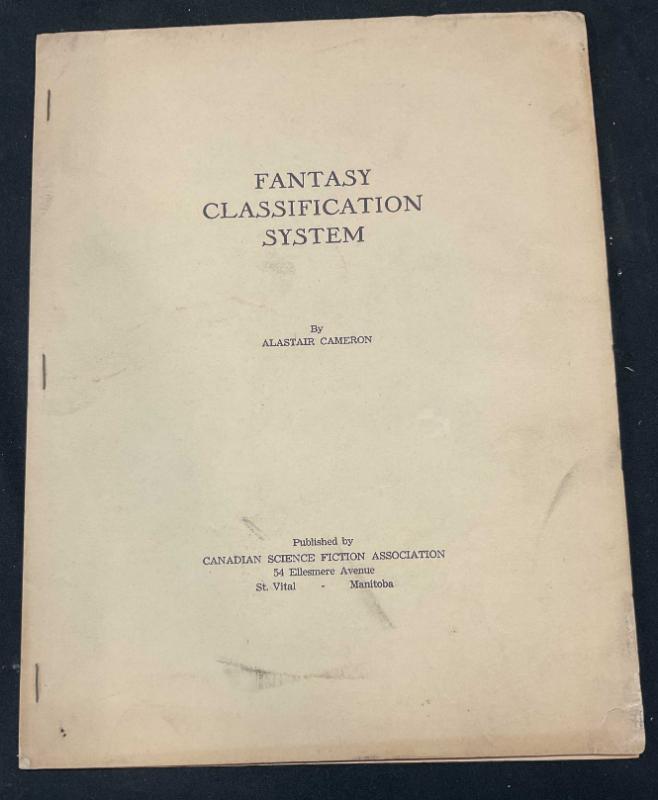 FANTASY
CLASSIFICATION
SYSTEM
By
ALASTAIR CAMERON
Published by
CANADIAN SCIENCE FICTION ASSOCIATION
54 Ellesmere Avenue
St. Vital - Manitoba